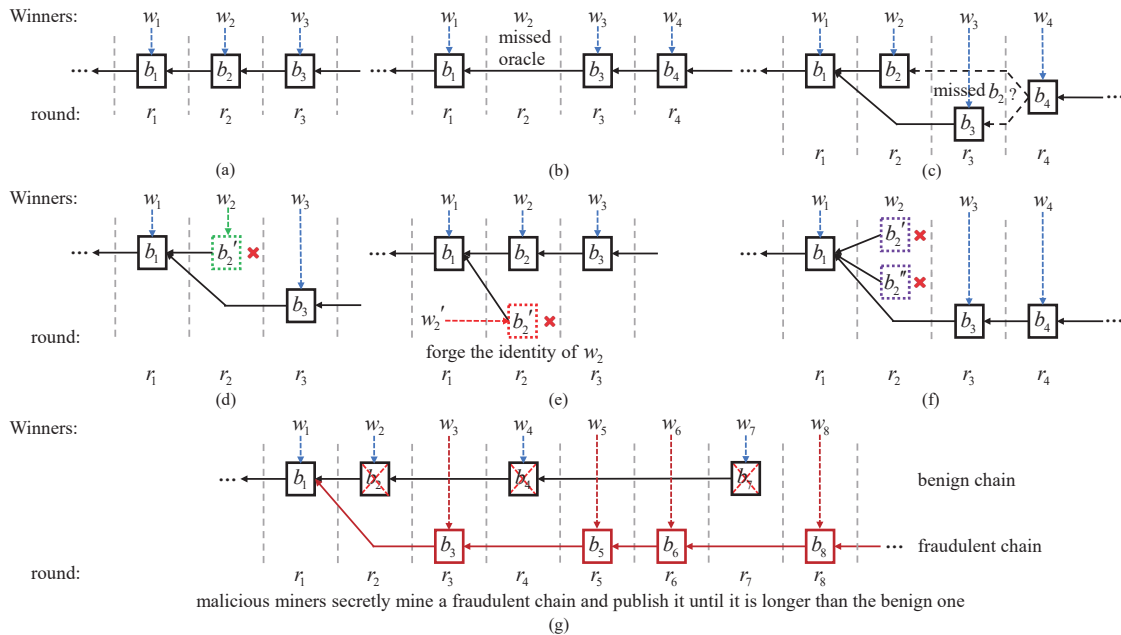 Winners: w₁ w₂ w₃ w₁ w₂ w₃ w₄ w₁ w₂ w₃ w₄
missed
oracle
··· b₁ b₂ b₃ ··· b₁ b₃ b₄ ··· b₁ b₂
missed b₂ ? b₄ ···
b₃
round: r₁ r₂ r₃ r₁ r₂ r₃ r₄ r₁ r₂ r₃ r₄
(a) (b) (c)
Winners: w₁ w₂ w₃ w₁ w₂ w₃ w₁ w₂ w₃ w₄
b₂′
··· b₁ b₂′ ··· b₁ b₂ b₃ ··· b₁
b₂″
b₃ b₃ b₄ ···
w₂′ b₂′
round:
forge the identity of w₂
r₁ r₂ r₃ r₁ r₂ r₃ r₁ r₂ r₃ r₄
(d) (e) (f)
Winners: w₁ w₂ w₃ w₄ w₅ w₆ w₇ w₈
··· b₁ b₂ b₄ b₇ benign chain
b₃ b₅ b₆ b₈ ··· fraudulent chain
round: r₁ r₂ r₃ r₄ r₅ r₆ r₇ r₈
malicious miners secretly mine a fraudulent chain and publish it until it is longer than the benign one
(g)